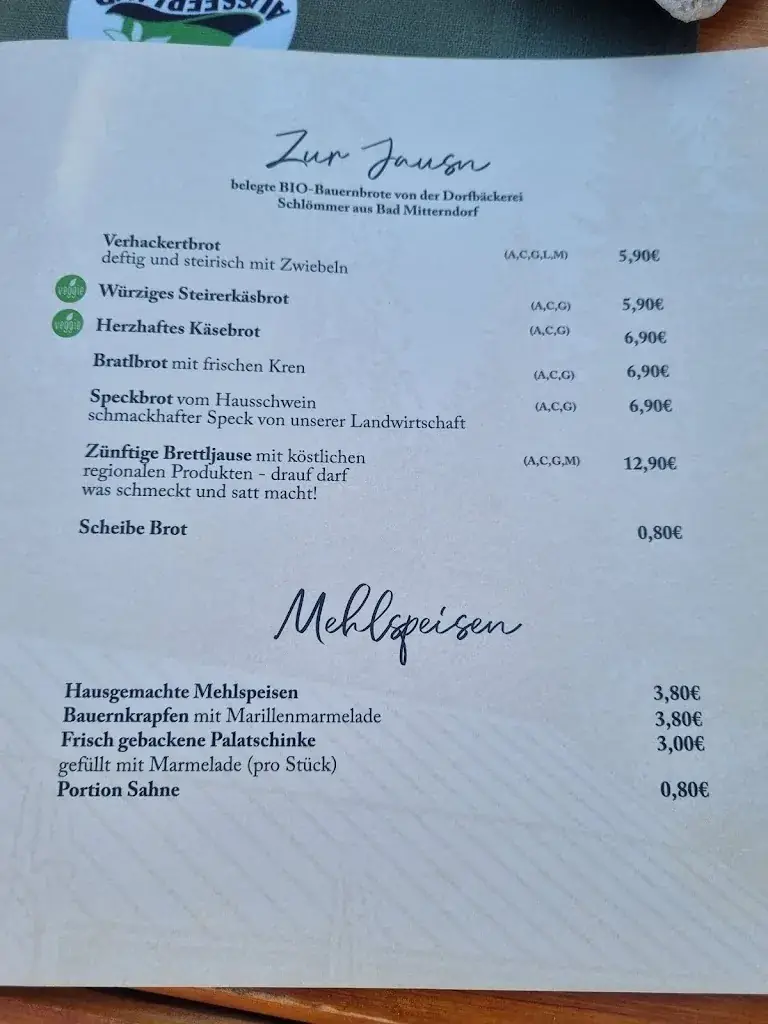 AUSSEERLAND
Zur Jausn
belegte BIO-Bauernbrote von der Dorfbäckerei
Schlömmer aus Bad Mitterndorf
Verhackertbrot (A,C,G,L,M) 5,90€
deftig und steirisch mit Zwiebeln
veggie Würziges Steirerkäsbrot (A,C,G) 5,90€
veggie Herzhaftes Käsebrot (A,C,G) 6,90€
Bratlbrot mit frischen Kren (A,C,G) 6,90€
Speckbrot vom Hausschwein (A,C,G) 6,90€
schmackhafter Speck von unserer Landwirtschaft
Zünftige Brettljause mit köstlichen (A,C,G,M) 12,90€
regionalen Produkten - drauf darf
was schmeckt und satt macht!
Scheibe Brot 0,80€
Mehlspeisen
Hausgemachte Mehlspeisen 3,80€
Bauernkrapfen mit Marillenmarmelade 3,80€
Frisch gebackene Palatschinke 3,00€
gefüllt mit Marmelade (pro Stück)
Portion Sahne 0,80€